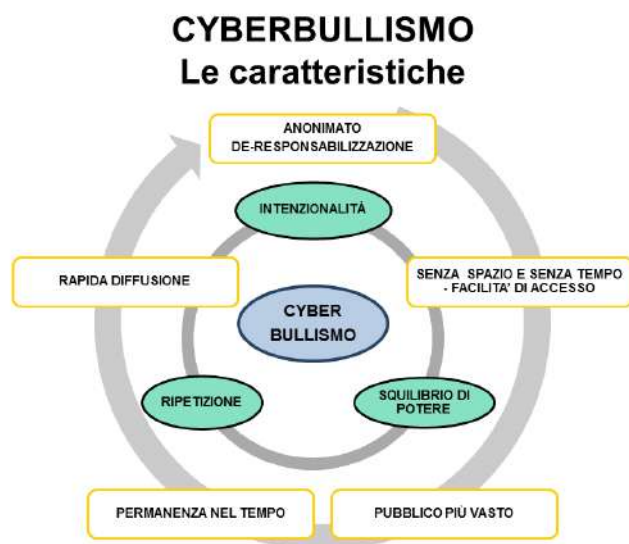 CYBERBULLISMO
Le caratteristiche
ANONIMATO
DE-RESPONSABILIZZAZIONE
INTENZIONALITÀ
RAPIDA DIFFUSIONE
SENZA SPAZIO E SENZA TEMPO
- FACILITA' DI ACCESSO
CYBER
BULLISMO
RIPETIZIONE
SQUILIBRIO DI
POTERE
PERMANENZA NEL TEMPO
PUBBLICO PIÙ VASTO